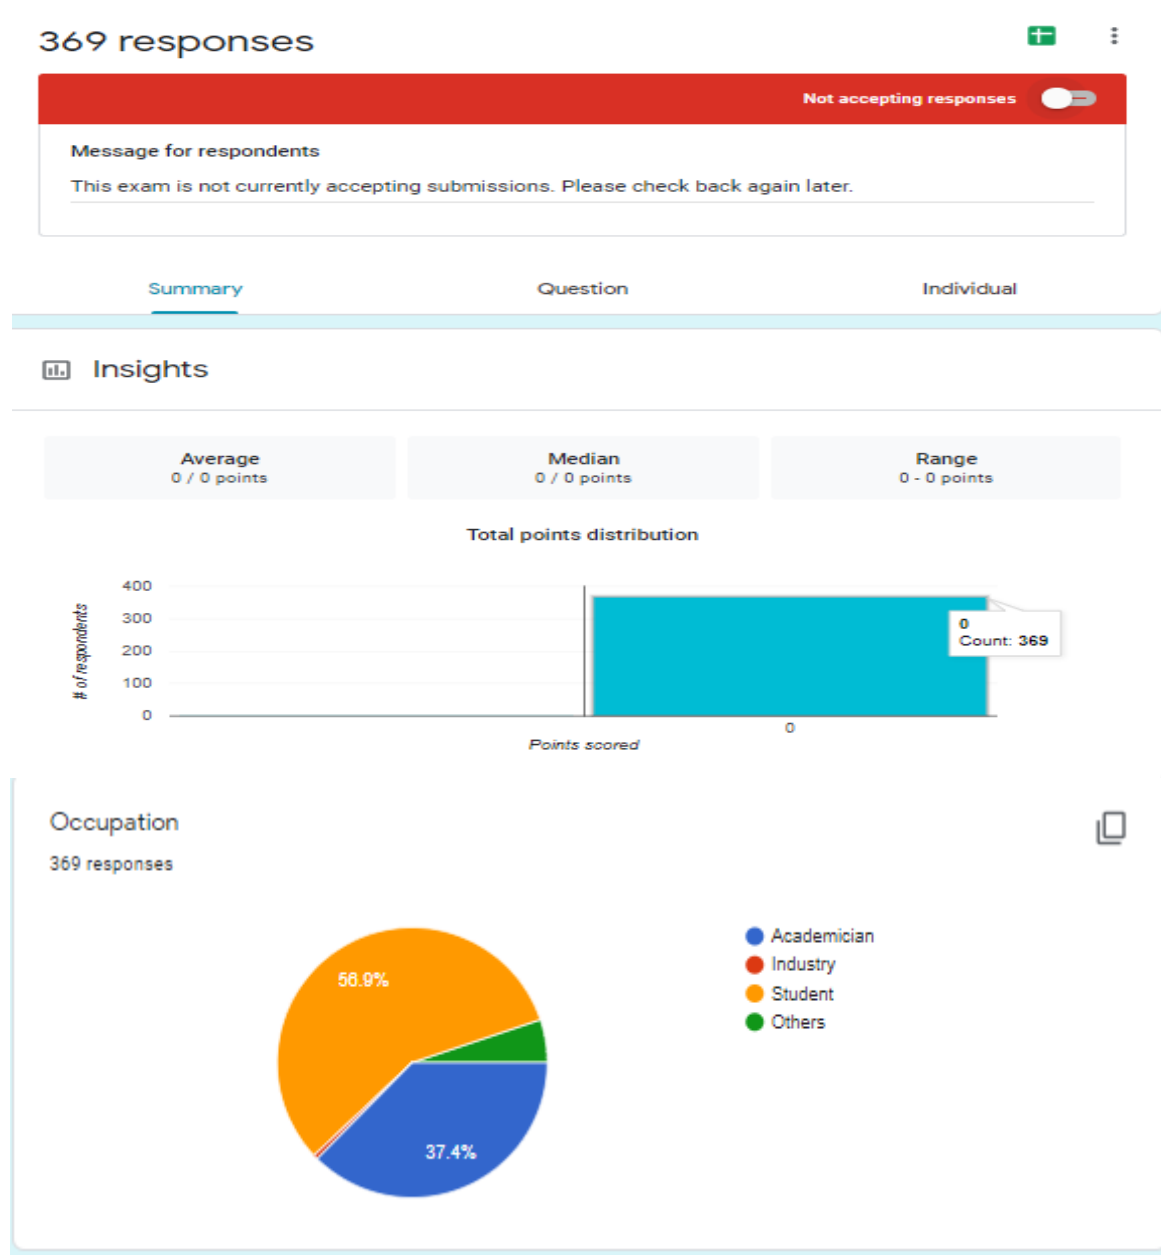 369 responses
Not accepting responses
Message for respondents
This exam is not currently accepting submissions. Please check back again later.
Summary Question Individual
Insights
Average Median Range
0 / 0 points 0 / 0 points 0 - 0 points
Total points distribution
400
300
200
100
0
# of respondents
0
Count: 369
0
Points scored
Occupation
369 responses
56.9%
37.4%
Academician
Industry
Student
Others